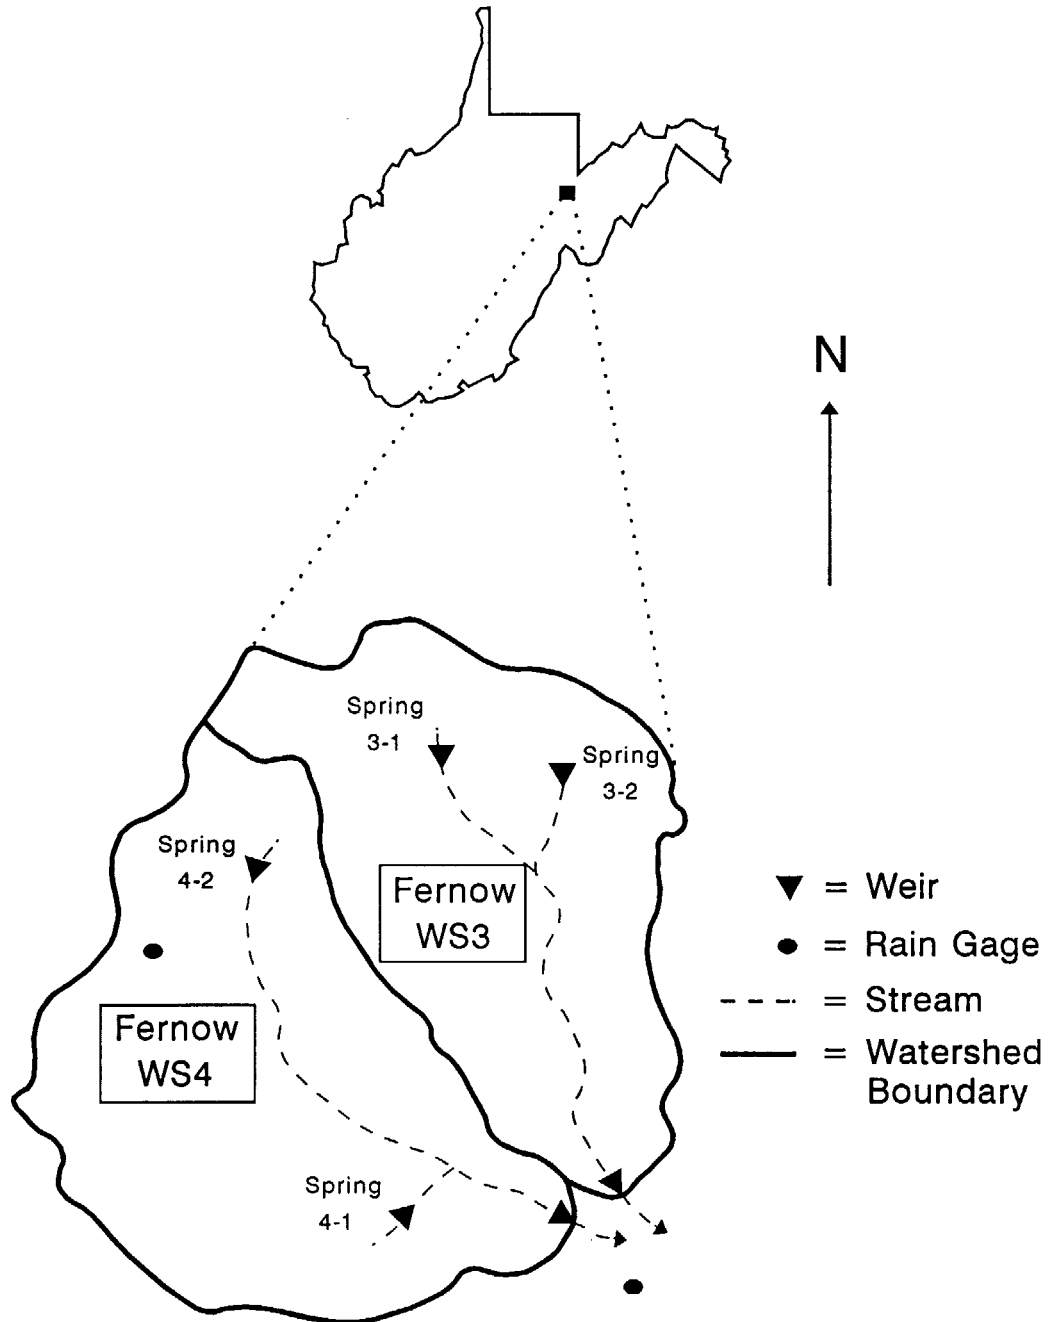 N
Spring
3-1
Spring
3-2
Spring
4-2
Fernow
WS3
= Weir
= Rain Gage
Fernow
WS4
= Stream
= Watershed
Boundary
Spring
4-1